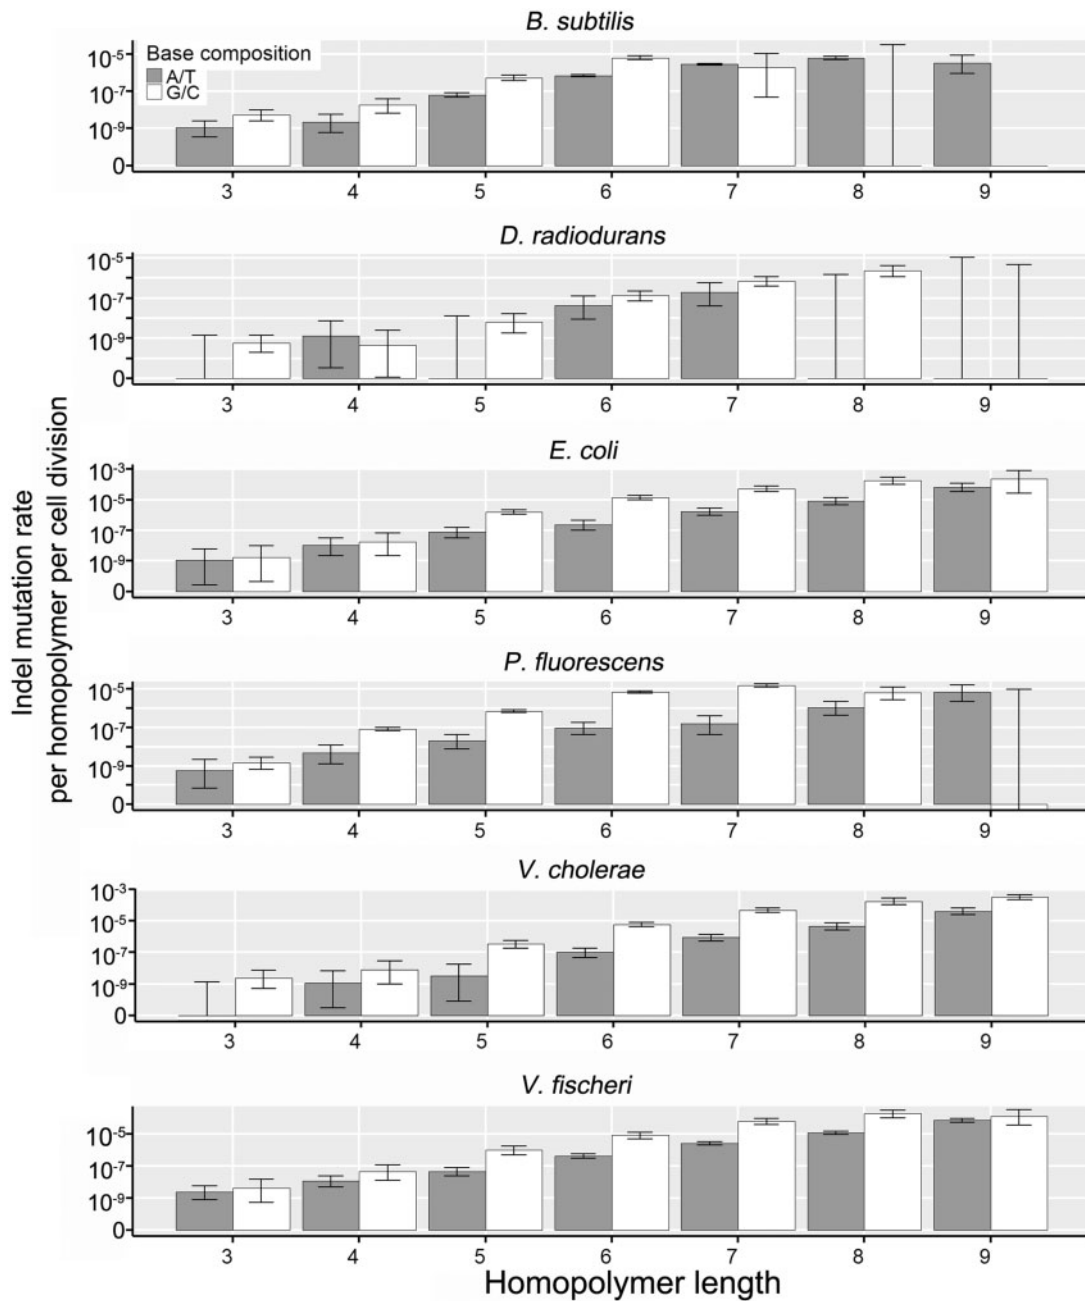 B. subtilis
Base composition
A/T
G/C
10-5
10-7
10-9
0
3 4 5 6 7 8 9
D. radiodurans
10-5
10-7
10-9
0
3 4 5 6 7 8 9
E. coli
10-3
10-5
10-7
10-9
0
3 4 5 6 7 8 9
P. fluorescens
10-5
10-7
10-9
0
3 4 5 6 7 8 9
V. cholerae
10-3
10-5
10-7
10-9
0
3 4 5 6 7 8 9
V. fischeri
10-5
10-7
10-9
0
3 4 5 6 7 8 9
Homopolymer length
Indel mutation rate
per homopolymer per cell division